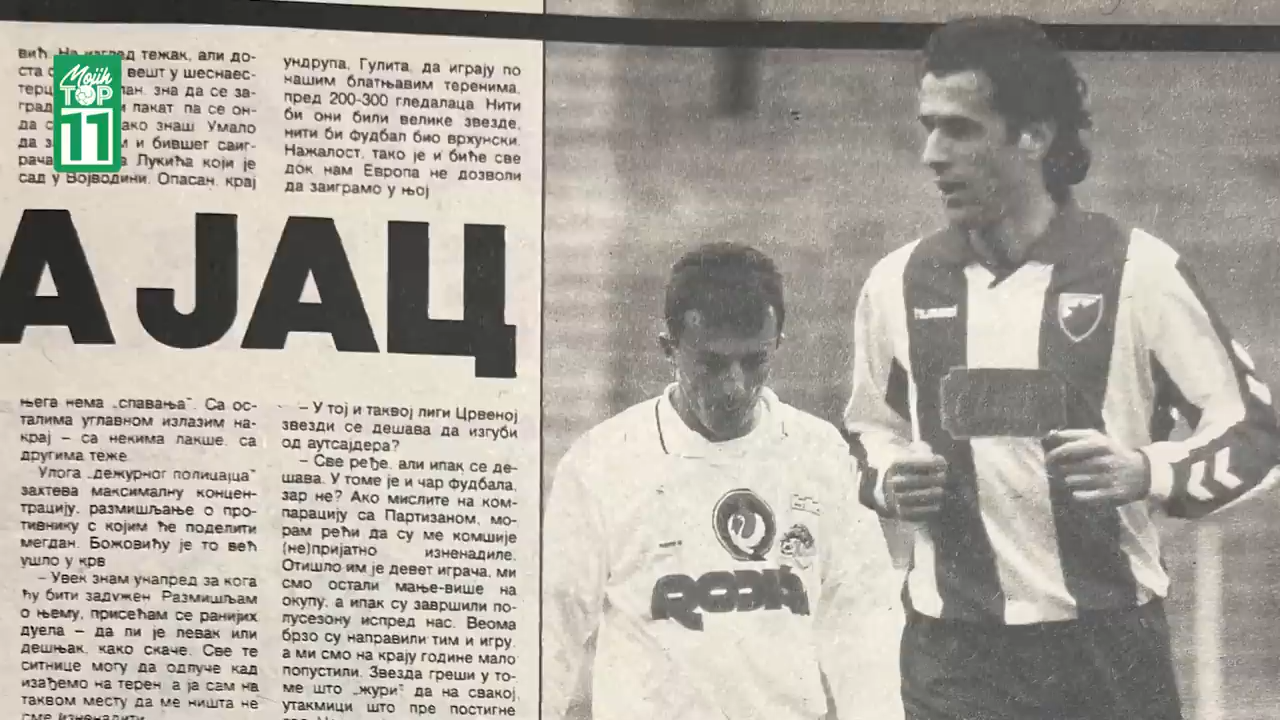 Mojih
TOP
11
вић. На изглед тежак, али до-
ста вешт у шеснаес-
терц зна да се за-
град пакат, па се он-
да знаш. Умало
да и бившег саиг-
рача Лукића који је
сад у Војводини. Опасан, крај
ундрупа, Гулита, да играју по
нашим блатњавим теренима,
пред 200-300 гледалаца. Нити
би они били велике звезде,
нити би фудбал био врхунски.
Нажалост, тако је и биће све
док нам Европа не дозволи
да заиграмо у њој
АЈАЦ
њега нема „спавања". Са ос-
талима углавном излазим на-
крај – са некима лакше, са
другима теже.
Улога „дежурног полицајца"
захтева максималну концен-
трацију, размишљање о про-
тивнику с којим ће поделити
мегдан. Божовићу је то већ
ушло у крв
– Увек знам унапред за кога
ћу бити задужен. Размишљам
о њему, присећам се ранијих
дуела – да ли је левак или
дешњак, како скаче. Све те
ситнице могу да одлуче кад
изађемо на терен, а ја сам на
таквом месту да ме ништа не
сме изненадити.
– У тој и таквој лиги Црвеној
звезди се дешава да изгуби
од аутсајдера?
– Све ређе, али ипак се де-
шава. У томе је и чар фудбала,
зар не? Ако мислите на ком-
парацију са Партизаном, мо-
рам рећи да су ме комшије
(не)пријатно изненадиле.
Отишло им је девет играча, ми
смо остали мање-више на
окупу, а ипак су завршили по-
лусезону испред нас. Веома
брзо су направили тим и игру,
а ми смо на крају године мало
попустили. Звезда греши у то-
ме што „жури" да на свакој
утакмици што пре постигне
hummel